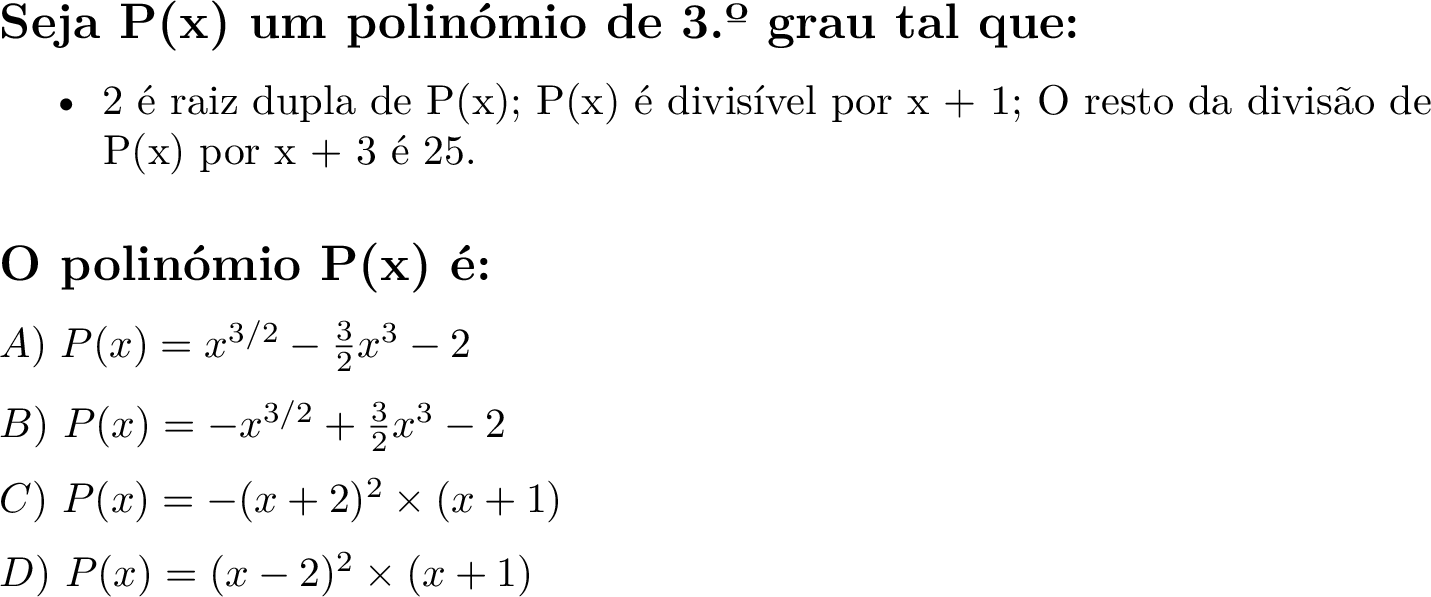 Seja P(x) um polinómio de 3.º grau tal que:
• 2 é raiz dupla de P(x); P(x) é divisível por x + 1; O resto da divisão de
P(x) por x + 3 é 25.
O polinómio P(x) é:
A) P(x) = x^{3/2} − \frac{3}{2}x^3 − 2
B) P(x) = −x^{3/2} + \frac{3}{2}x^3 − 2
C) P(x) = −(x + 2)^2 × (x + 1)
D) P(x) = (x − 2)^2 × (x + 1)